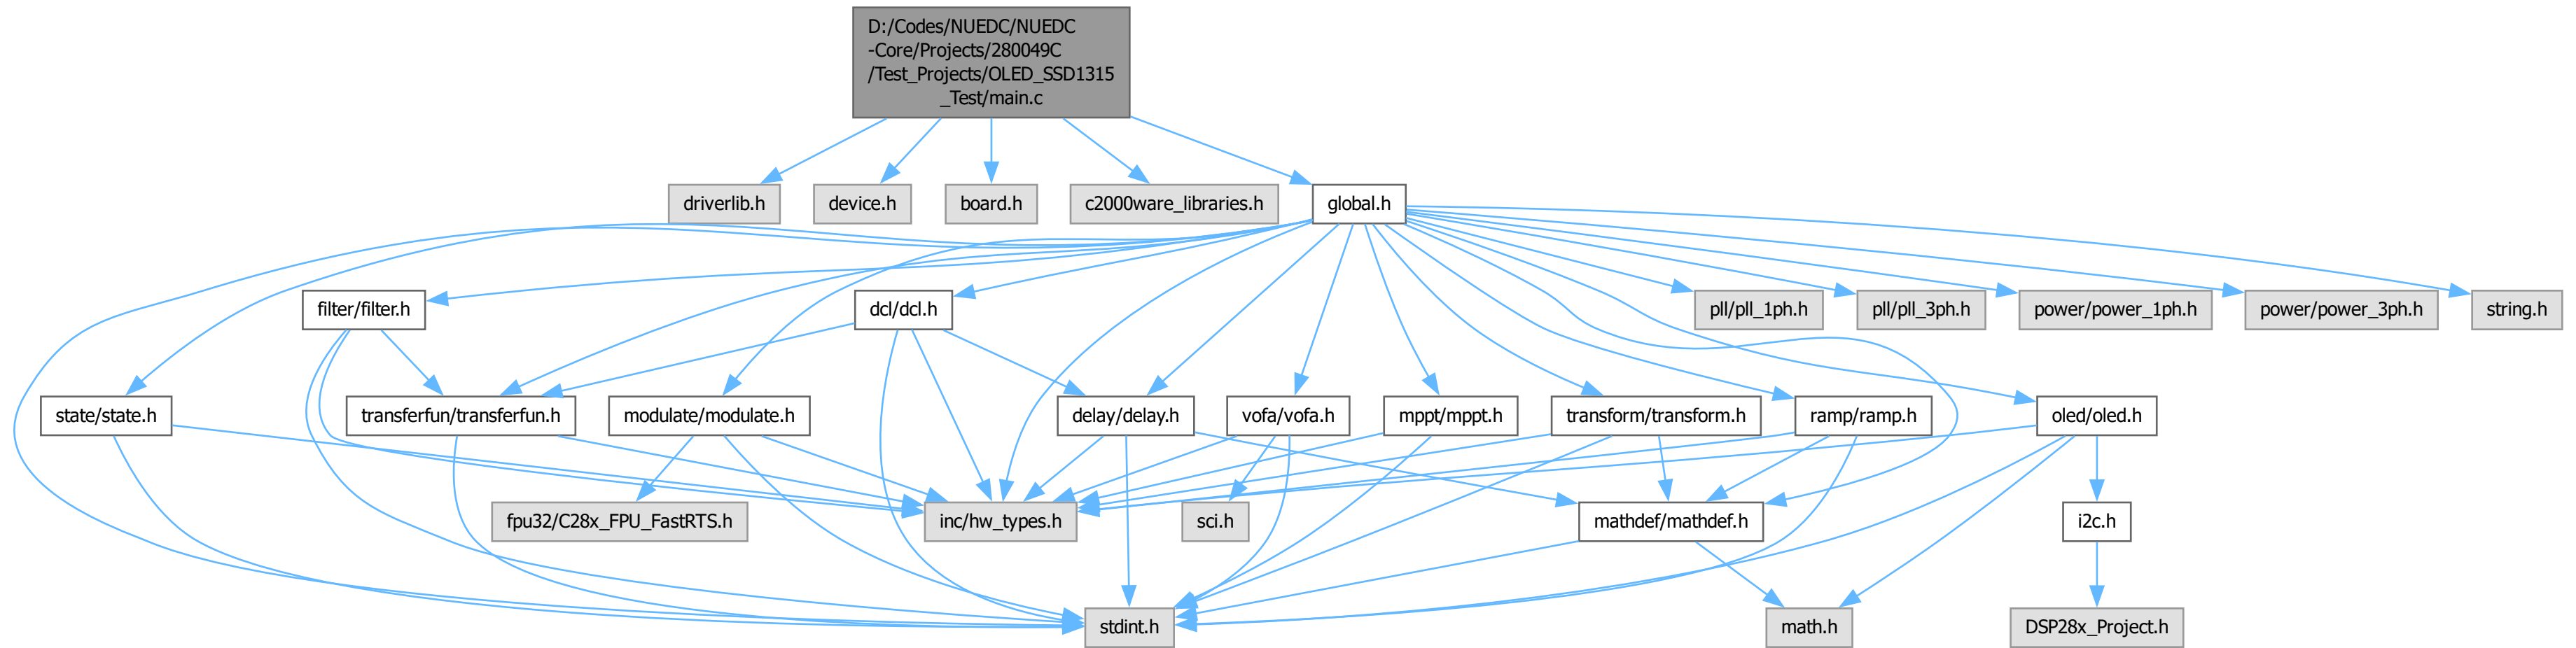 D:/Codes/NUEDC/NUEDC
-Core/Projects/280049C
/Test_Projects/OLED_SSD1315
_Test/main.c
driverlib.h
device.h
board.h
c2000ware_libraries.h
global.h
filter/filter.h
dcl/dcl.h
pll/pll_1ph.h
pll/pll_3ph.h
power/power_1ph.h
power/power_3ph.h
string.h
state/state.h
transferfun/transferfun.h
modulate/modulate.h
delay/delay.h
vofa/vofa.h
mppt/mppt.h
transform/transform.h
ramp/ramp.h
oled/oled.h
fpu32/C28x_FPU_FastRTS.h
inc/hw_types.h
sci.h
mathdef/mathdef.h
i2c.h
stdint.h
math.h
DSP28x_Project.h